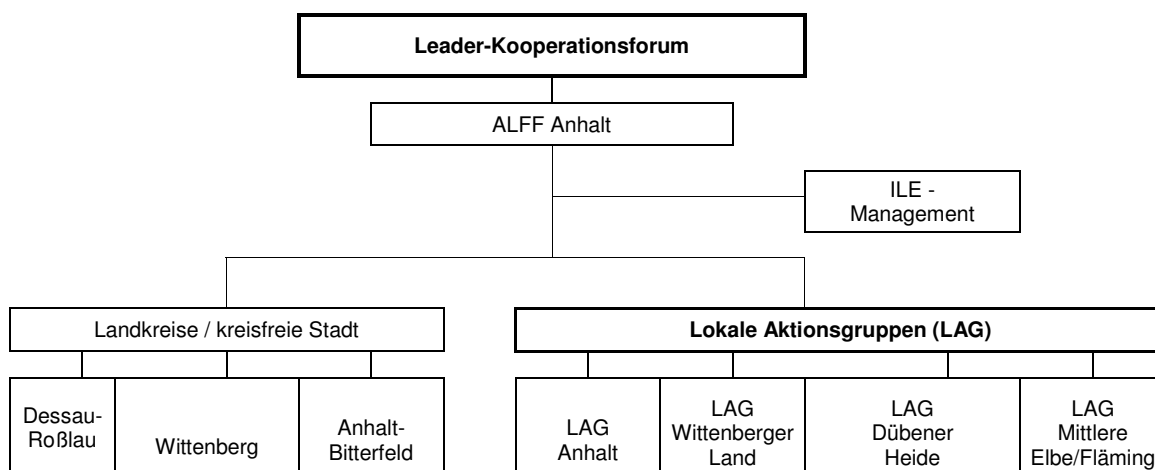 Leader-Kooperationsforum
ALFF Anhalt
ILE -
Management
Landkreise / kreisfreie Stadt
Lokale Aktionsgruppen (LAG)
Dessau-
Roßlau
Wittenberg
Anhalt-
Bitterfeld
LAG
Anhalt
LAG
Wittenberger
Land
LAG
Dübener
Heide
LAG
Mittlere
Elbe/Fläming